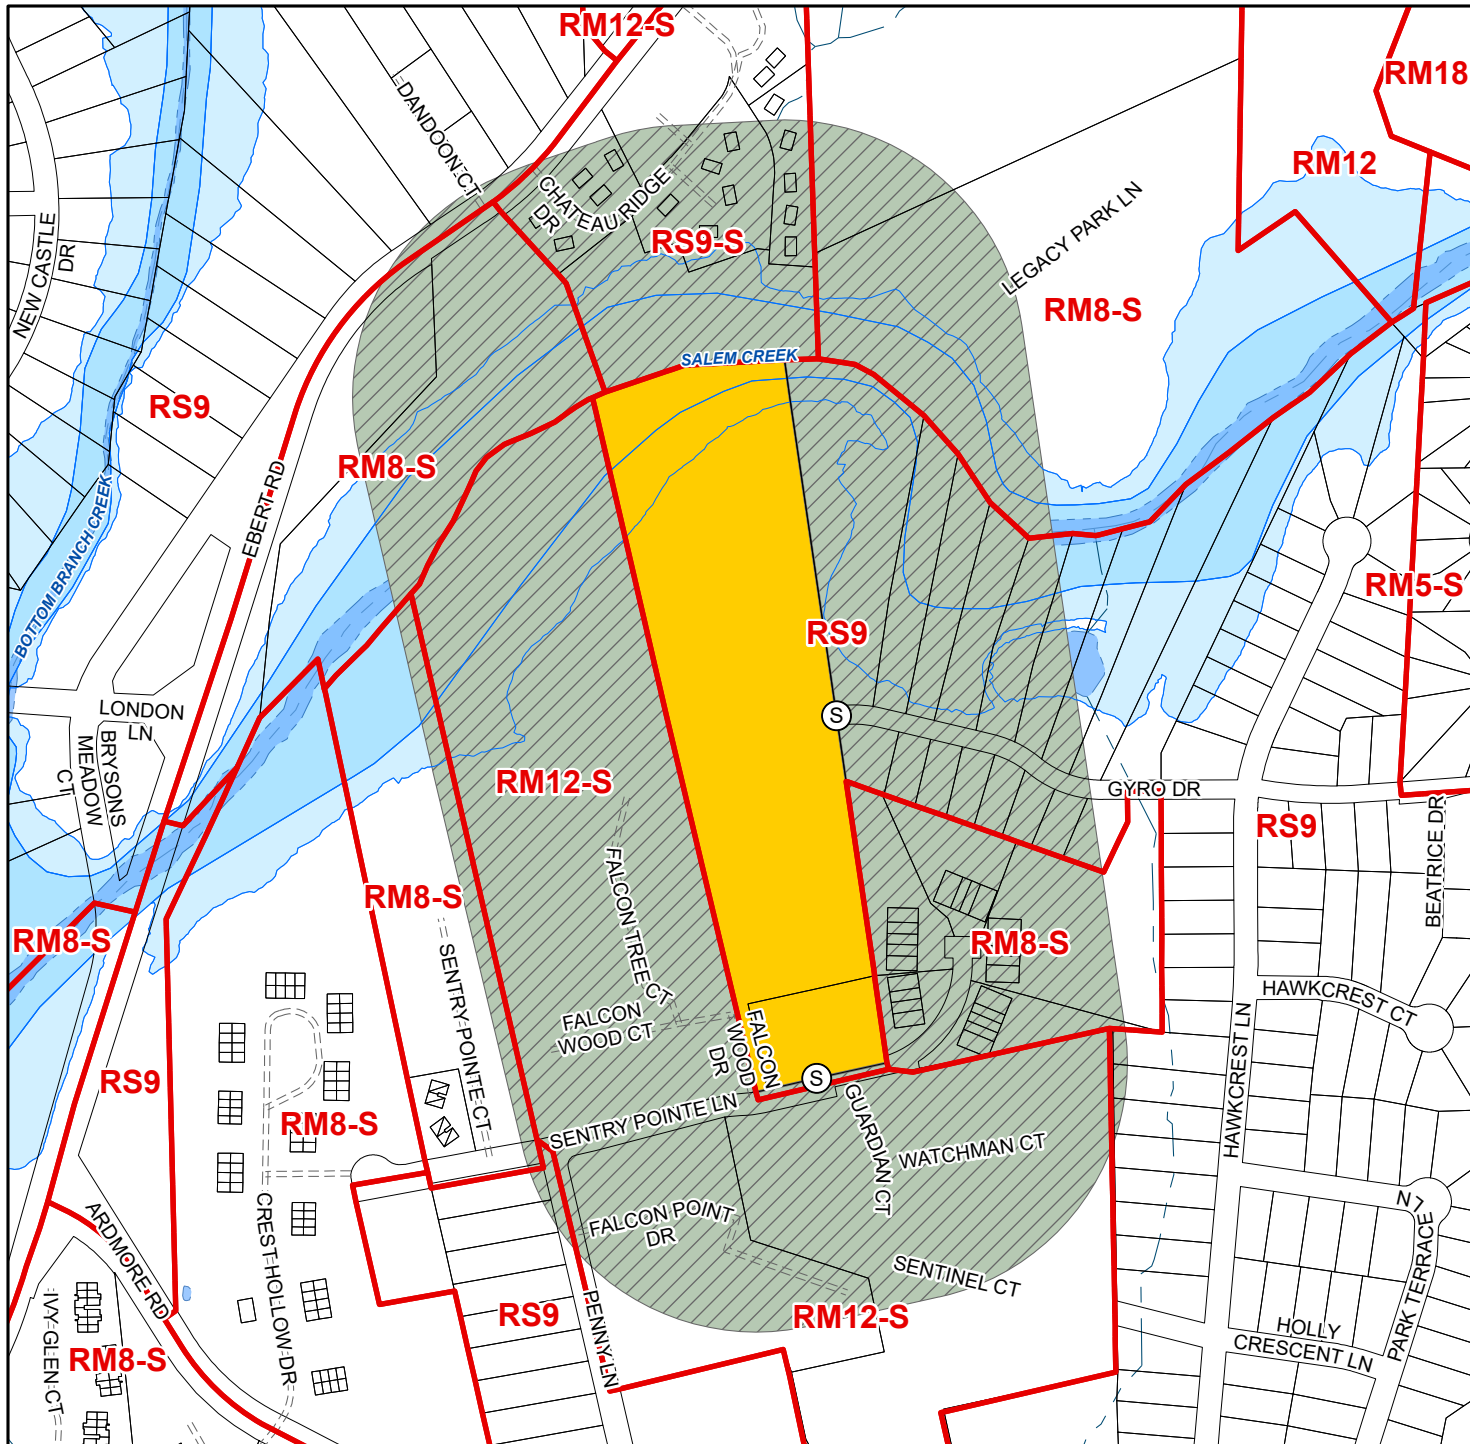 RM12-S
RM18
DANDOON CT
RM12
CHATEAU RIDGE
DR
LEGACY PARK LN
NEW CASTLE
DR
RS9-S
RM8-S
SALEM CREEK
RS9
RM8-S
EBERT RD
BOTTOM BRANCH CREEK
RM5-S
RS9
S
LONDON
LN
BRYSONS
MEADOW
CT
RM12-S
GYRO DR
RS9
BEATRICE DR
FALCON TREE CT
RM8-S
RM8-S
RM8-S
SENTRY POINTE CT
HAWKCREST CT
FALCON
WOOD CT
FALCON
WOOD
DR
HAWKCREST LN
S
RS9
RM8-S
SENTRY POINTE LN
GUARDIAN CT
WATCHMAN CT
LN
PARK TERRACE
FALCON POINT
DR
ARDMORE RD
CREST HOLLOW DR
SENTINEL CT
IVY GLEN CT
RS9
PENNY LN
RM12-S
HOLLY
CRESCENT LN
RM8-S